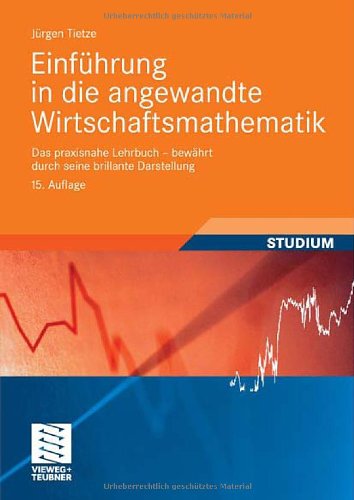 Urheberrechtlich geschütztes Material
Jürgen Tietze
Einführung
in die angewandte
Wirtschaftsmathematik
Das praxisnahe Lehrbuch – bewährt
durch seine brillante Darstellung
15. Auflage
STUDIUM
VIEWEG+
TEUBNER
Urheberrechtlich geschütztes Material